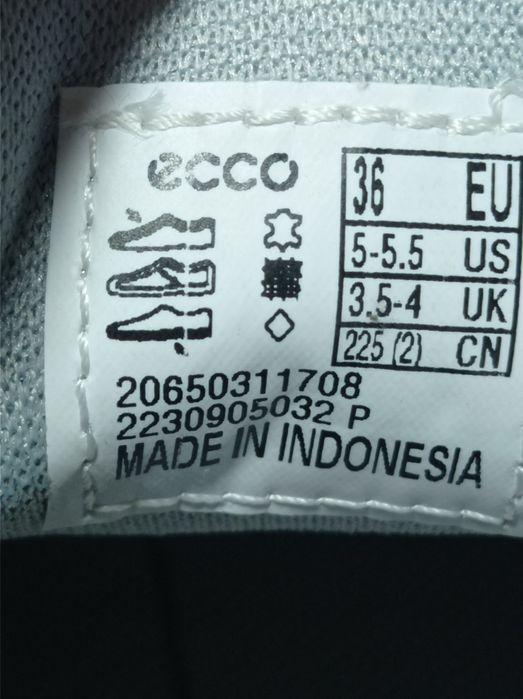 ecco
36 EU
5-5.5 US
3.5-4 UK
225 (2) CN
20650311708
2230905032 P
MADE IN INDONESIA